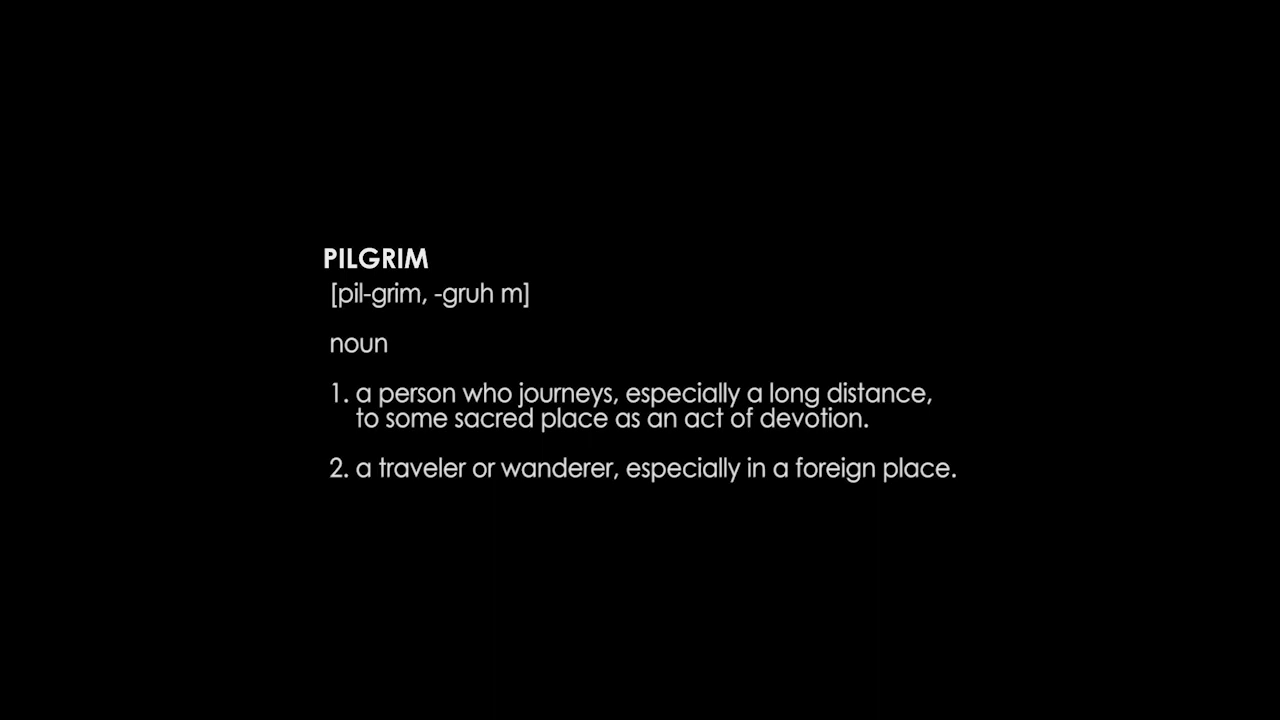 PILGRIM
[pil-grim, -gruh m]
noun
1. a person who journeys, especially a long distance,
to some sacred place as an act of devotion.
2. a traveler or wanderer, especially in a foreign place.